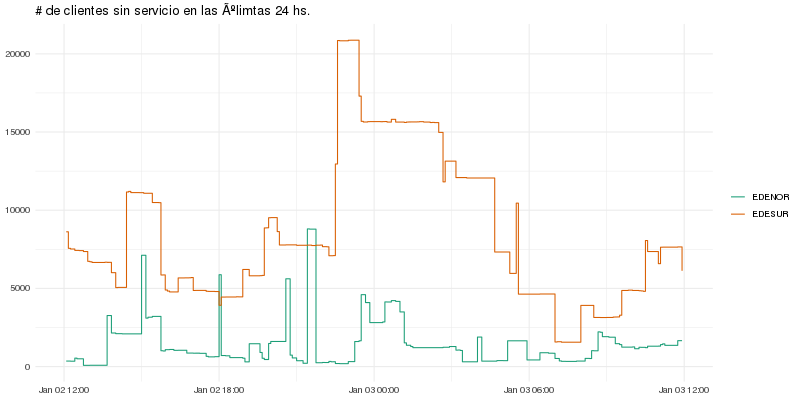 # de clientes sin servicio en las Ãºlimtas 24 hs.
20000
15000
10000
5000
0
EDENOR
EDESUR
Jan 02 12:00
Jan 02 18:00
Jan 03 00:00
Jan 03 06:00
Jan 03 12:00